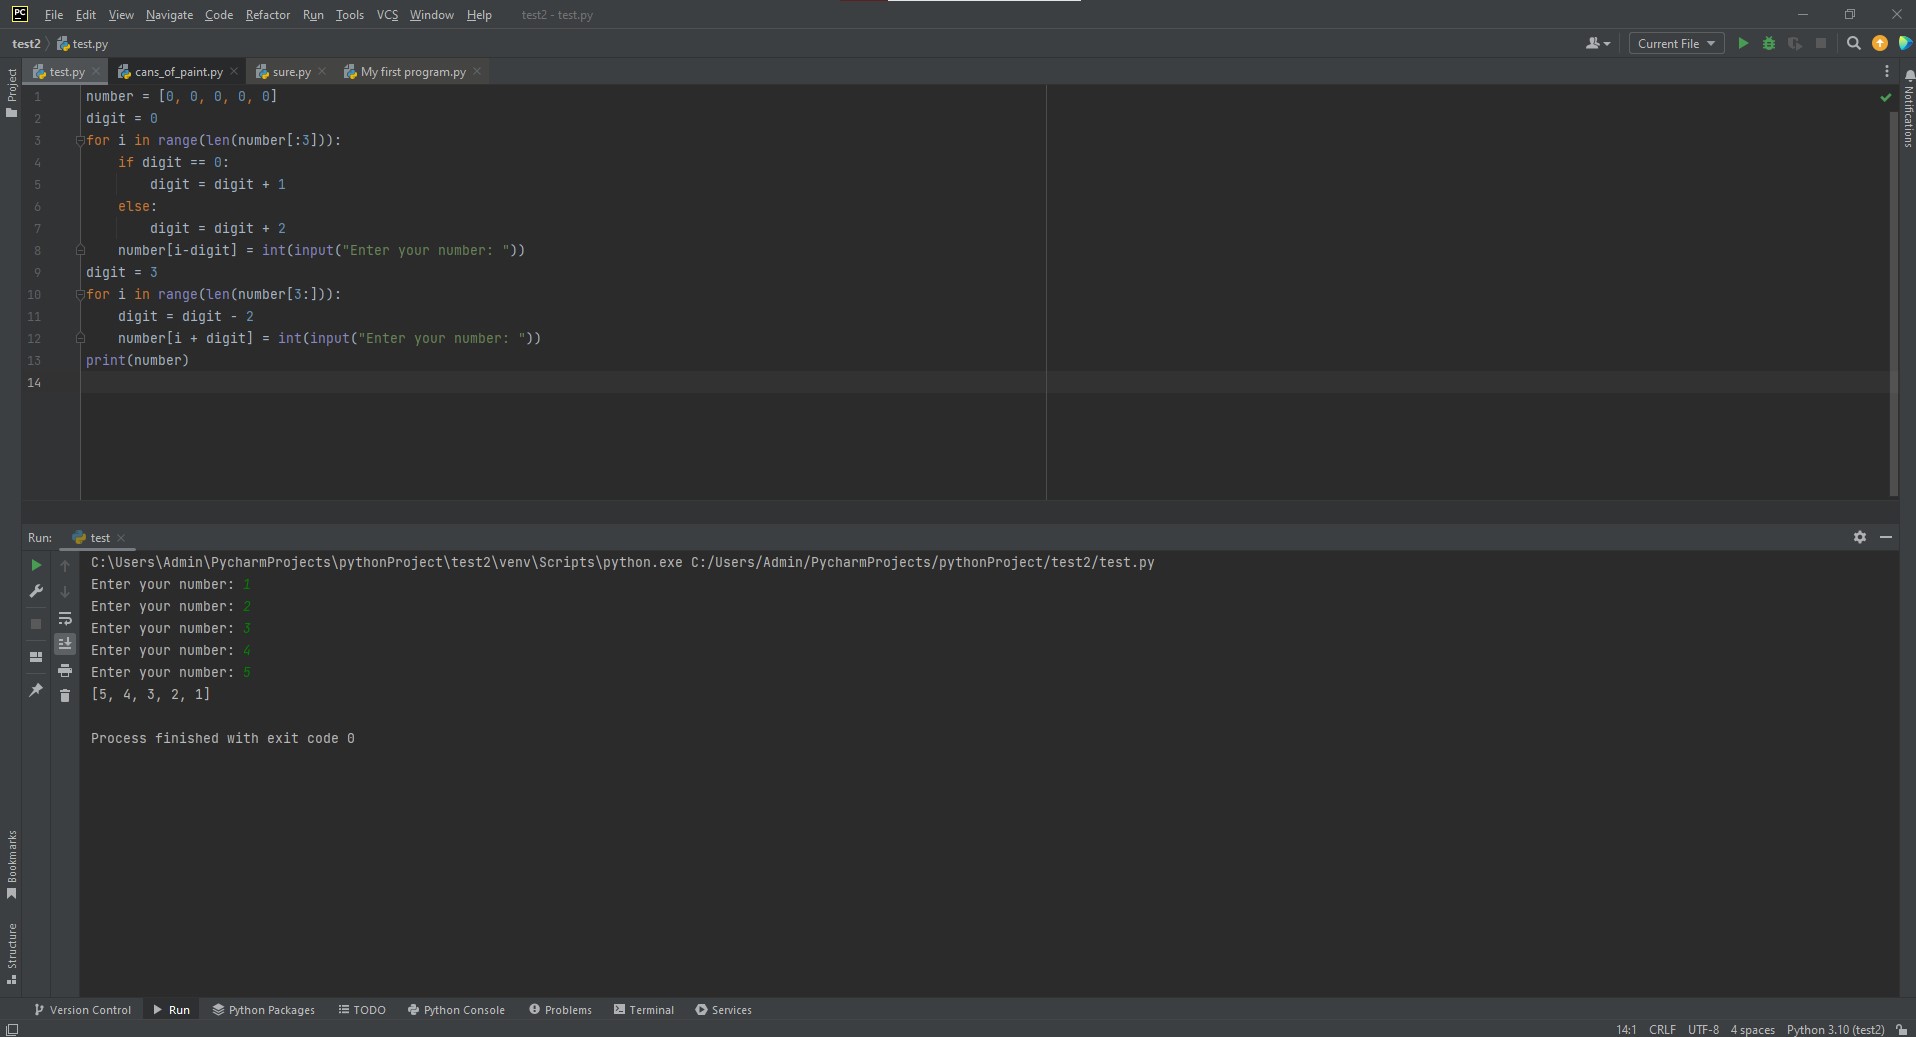 PC File Edit View Navigate Code Refactor Run Tools VCS Window Help test2 - test.py
test2 test.py Current File
test.py cans_of_paint.py sure.py My first program.py
Project
Notifications
1 number = [0, 0, 0, 0, 0]
2 digit = 0
3 for i in range(len(number[:3])):
4     if digit == 0:
5         digit = digit + 1
6     else:
7         digit = digit + 2
8     number[i-digit] = int(input("Enter your number: "))
9 digit = 3
10 for i in range(len(number[3:])):
11     digit = digit - 2
12     number[i + digit] = int(input("Enter your number: "))
13 print(number)
14
Run: test
C:\Users\Admin\PycharmProjects\pythonProject\test2\venv\Scripts\python.exe C:/Users/Admin/PycharmProjects/pythonProject/test2/test.py
Enter your number: 1
Enter your number: 2
Enter your number: 3
Enter your number: 4
Enter your number: 5
[5, 4, 3, 2, 1]
Process finished with exit code 0
Bookmarks
Structure
Version Control Run Python Packages TODO Python Console Problems Terminal Services
14:1 CRLF UTF-8 4 spaces Python 3.10 (test2)